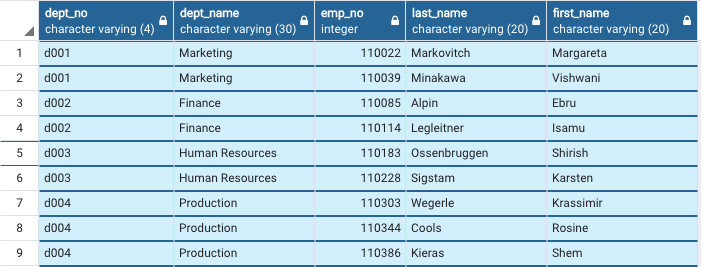 dept_no dept_name emp_no last_name first_name
character varying (4) character varying (30) integer character varying (20) character varying (20)
1 d001 Marketing 110022 Markovitch Margareta
2 d001 Marketing 110039 Minakawa Vishwani
3 d002 Finance 110085 Alpin Ebru
4 d002 Finance 110114 Legleitner Isamu
5 d003 Human Resources 110183 Ossenbruggen Shirish
6 d003 Human Resources 110228 Sigstam Karsten
7 d004 Production 110303 Wegerle Krassimir
8 d004 Production 110344 Cools Rosine
9 d004 Production 110386 Kieras Shem